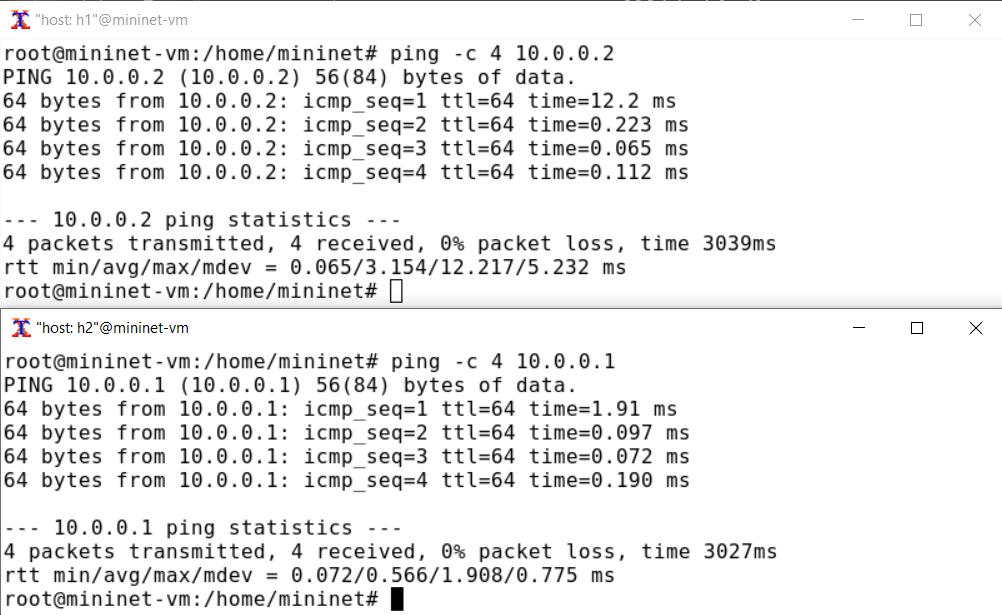 "host: h1"@mininet-vm
root@mininet-vm:/home/mininet# ping -c 4 10.0.0.2
PING 10.0.0.2 (10.0.0.2) 56(84) bytes of data.
64 bytes from 10.0.0.2: icmp_seq=1 ttl=64 time=12.2 ms
64 bytes from 10.0.0.2: icmp_seq=2 ttl=64 time=0.223 ms
64 bytes from 10.0.0.2: icmp_seq=3 ttl=64 time=0.065 ms
64 bytes from 10.0.0.2: icmp_seq=4 ttl=64 time=0.112 ms
--- 10.0.0.2 ping statistics ---
4 packets transmitted, 4 received, 0% packet loss, time 3039ms
rtt min/avg/max/mdev = 0.065/3.154/12.217/5.232 ms
root@mininet-vm:/home/mininet#
"host: h2"@mininet-vm
root@mininet-vm:/home/mininet# ping -c 4 10.0.0.1
PING 10.0.0.1 (10.0.0.1) 56(84) bytes of data.
64 bytes from 10.0.0.1: icmp_seq=1 ttl=64 time=1.91 ms
64 bytes from 10.0.0.1: icmp_seq=2 ttl=64 time=0.097 ms
64 bytes from 10.0.0.1: icmp_seq=3 ttl=64 time=0.072 ms
64 bytes from 10.0.0.1: icmp_seq=4 ttl=64 time=0.190 ms
--- 10.0.0.1 ping statistics ---
4 packets transmitted, 4 received, 0% packet loss, time 3027ms
rtt min/avg/max/mdev = 0.072/0.566/1.908/0.775 ms
root@mininet-vm:/home/mininet#